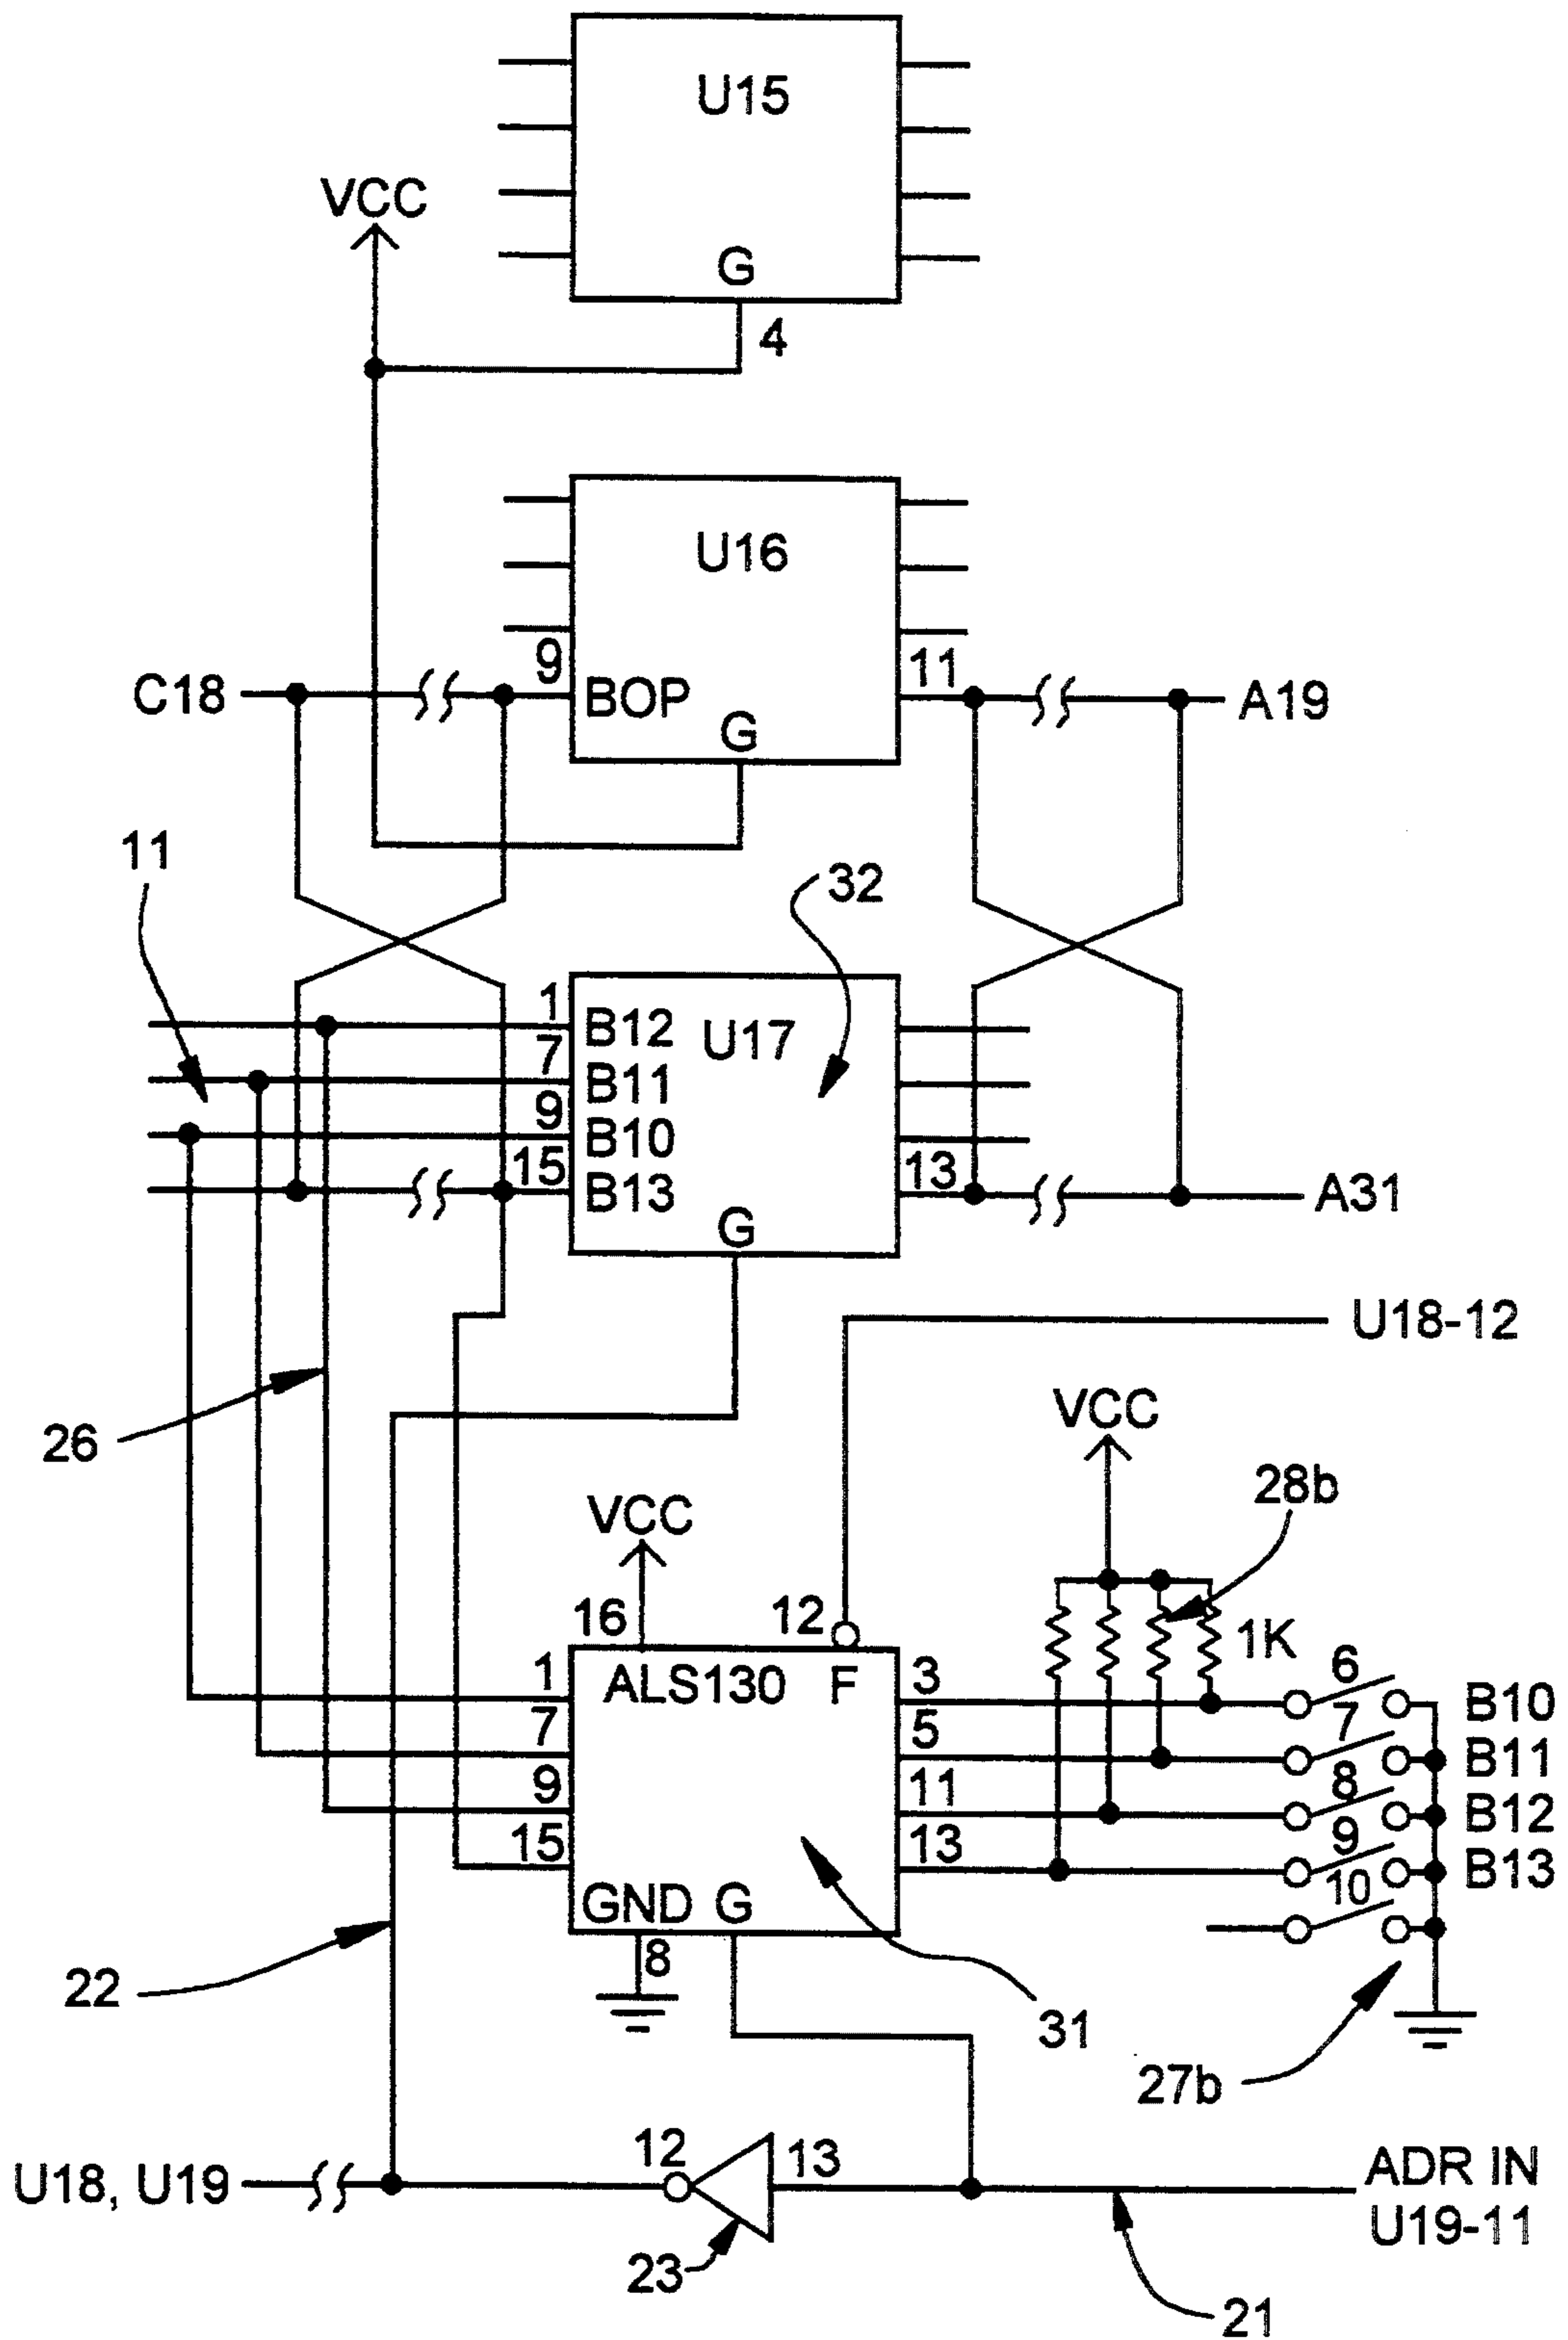 U15
VCC
G
4
U16
9
11
C18
BOP
A19
G
11
32
1
B12
U17
7
B11
9
B10
15
13
B13
A31
G
U18-12
26
VCC
28b
VCC
16
12
1K
1
ALS130
F
3
6
B10
7
5
7
B11
9
11
8
B12
15
13
9
B13
10
GND
G
8
22
31
27b
12
13
ADR IN
U18, U19
U19-11
23
21